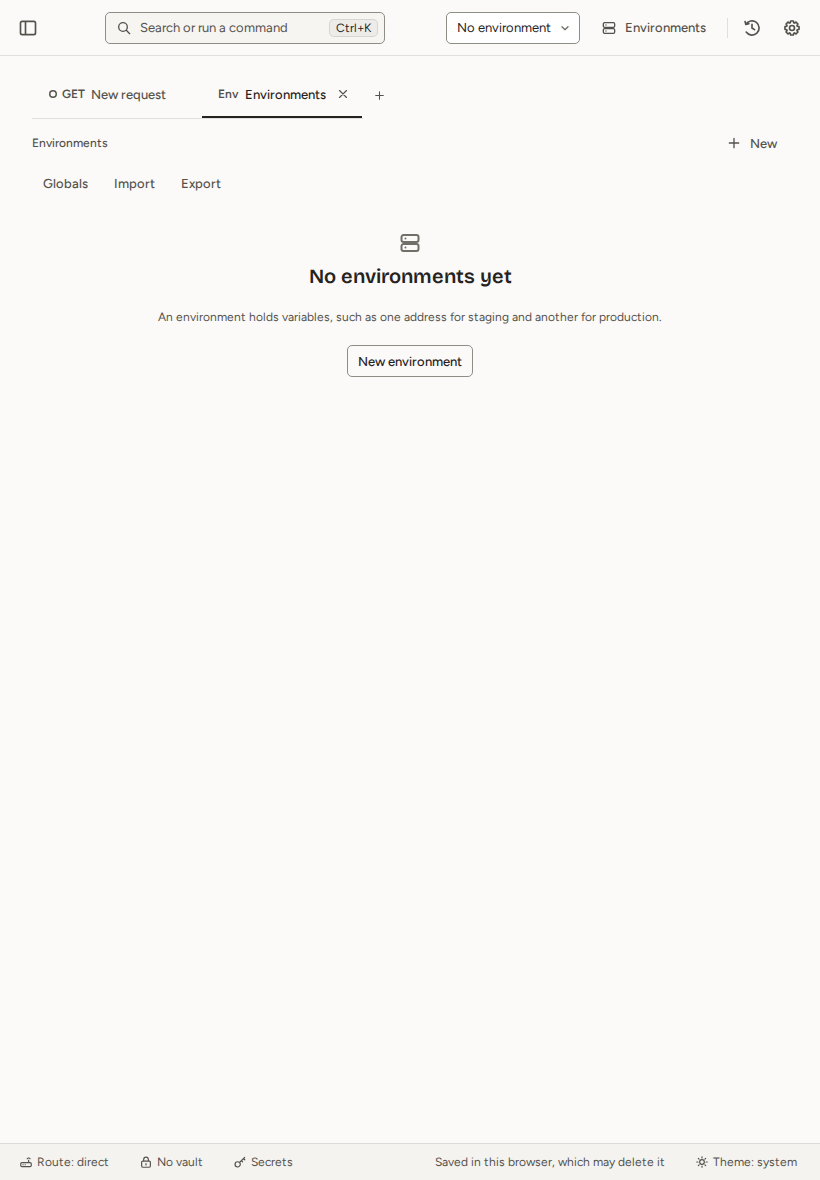 Search or run a command Ctrl+K No environment Environments
GET New request Env Environments
Environments New
Globals Import Export
No environments yet
An environment holds variables, such as one address for staging and another for production.
New environment
Route: direct No vault Secrets Saved in this browser, which may delete it Theme: system